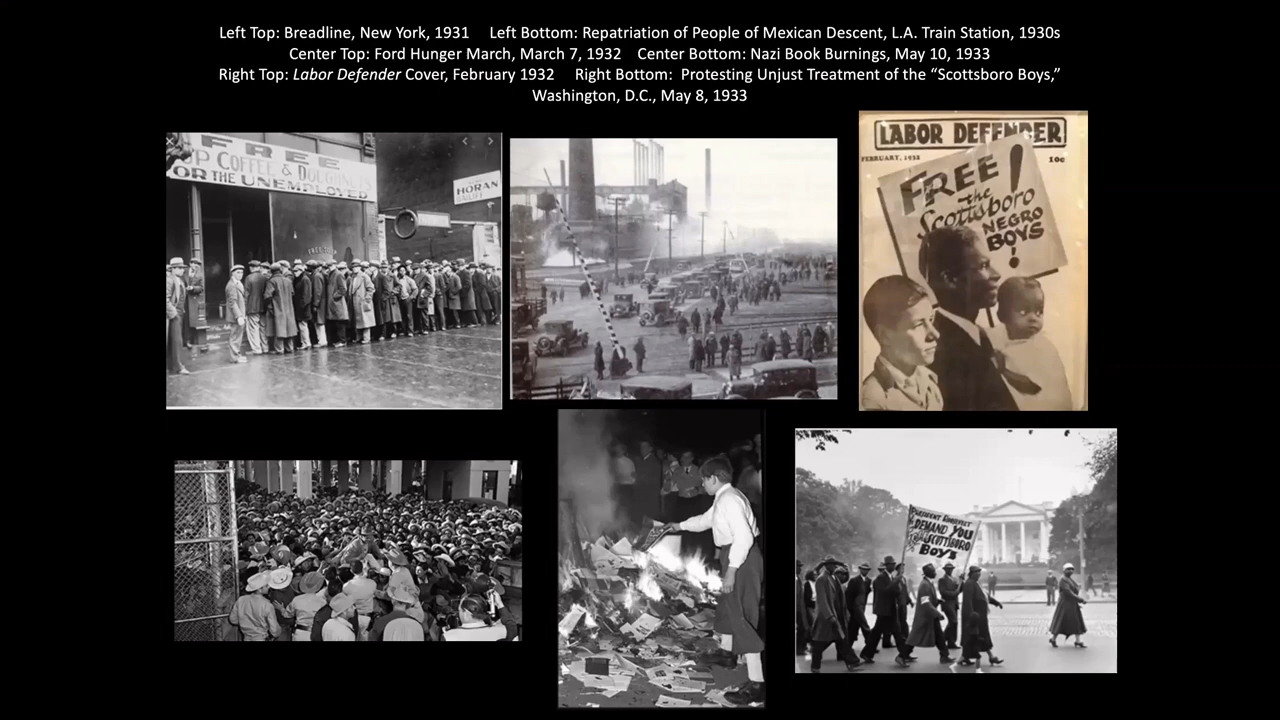 Left Top: Breadline, New York, 1931 Left Bottom: Repatriation of People of Mexican Descent, L.A. Train Station, 1930s
Center Top: Ford Hunger March, March 7, 1932 Center Bottom: Nazi Book Burnings, May 10, 1933
Right Top: Labor Defender Cover, February 1932 Right Bottom: Protesting Unjust Treatment of the “Scottsboro Boys,”
Washington, D.C., May 8, 1933
FREE
COFFEE & DOUGHNUTS
OR THE UNEMPLOYED
HORAN
LABOR DEFENDER
FEBRUARY, 10c
FREE
the
Scottsboro
NEGRO
BOYS!
PRESIDENT ROOSEVELT
DEMAND YOU
SCOTTSBORO
BOYS